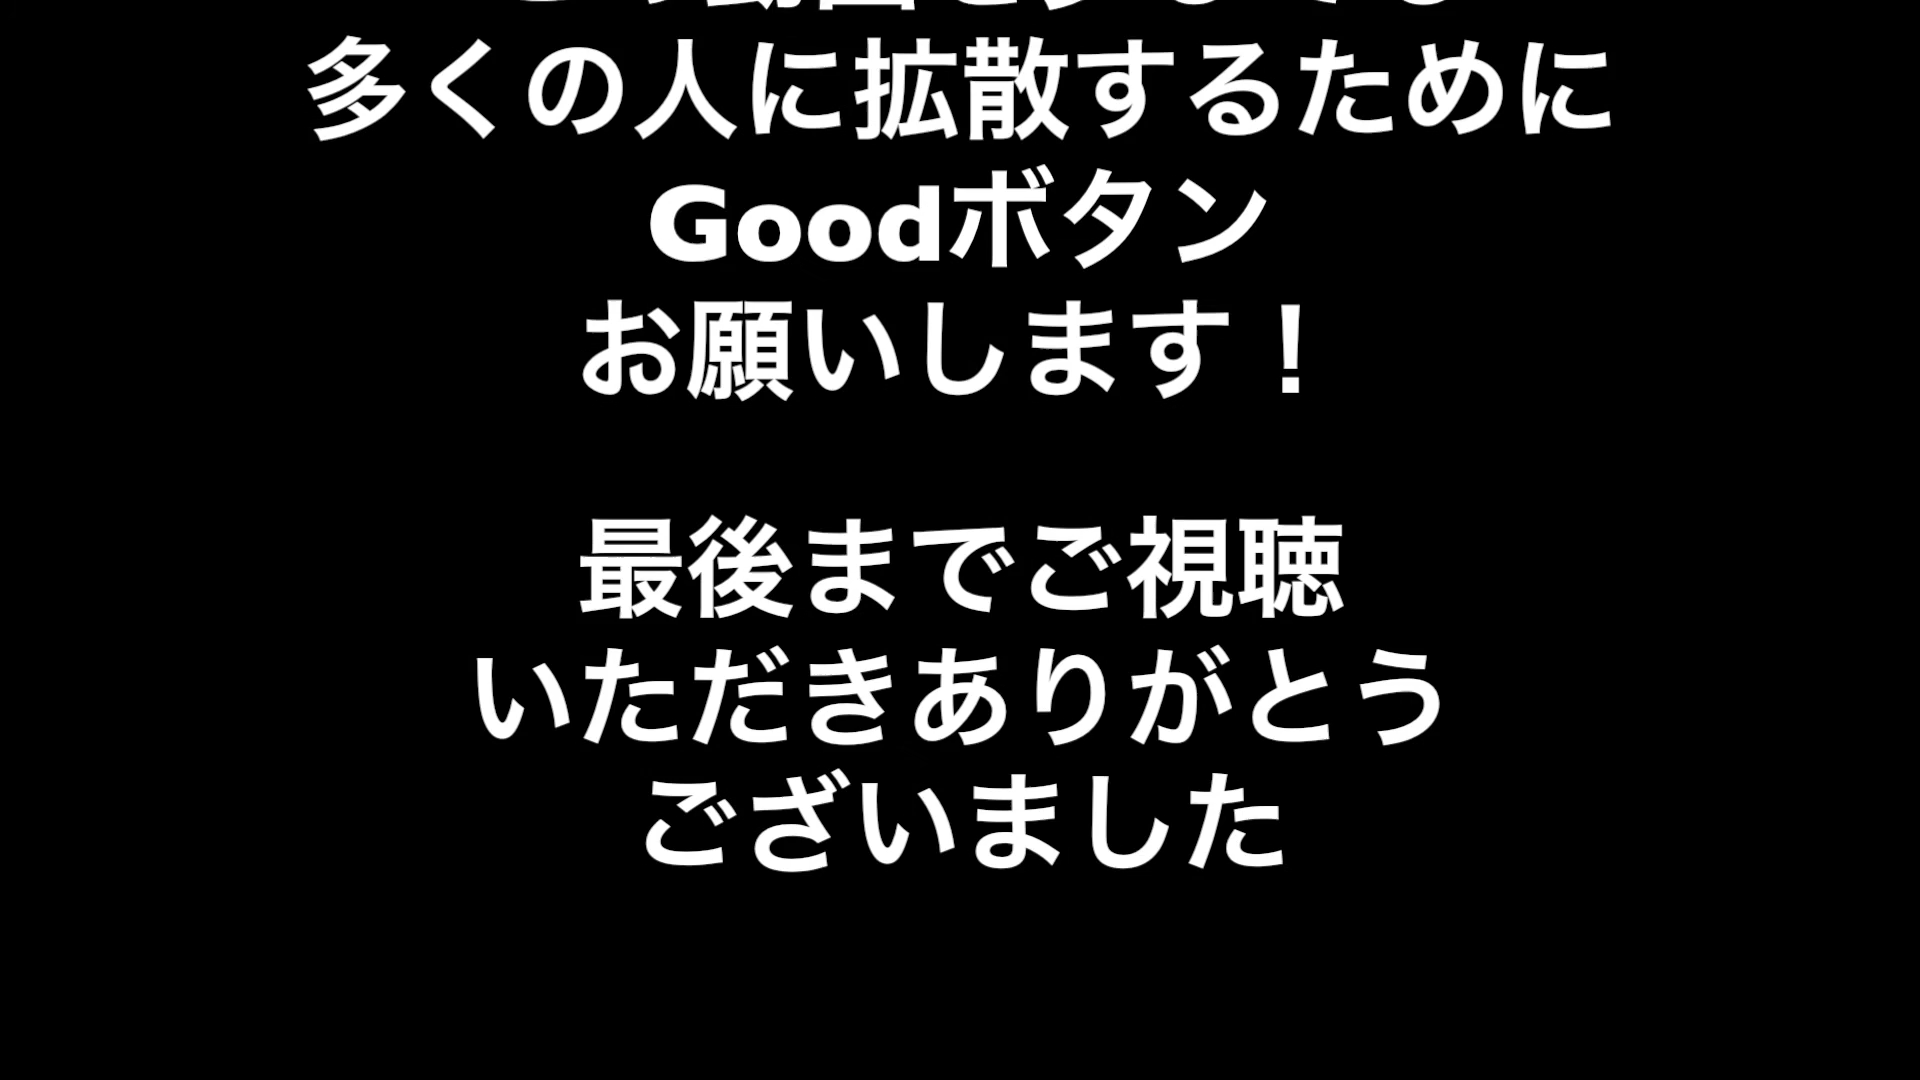 多くの人に拡散するために
Goodボタン
お願いします！
最後までご視聴
いただきありがとう
ございました